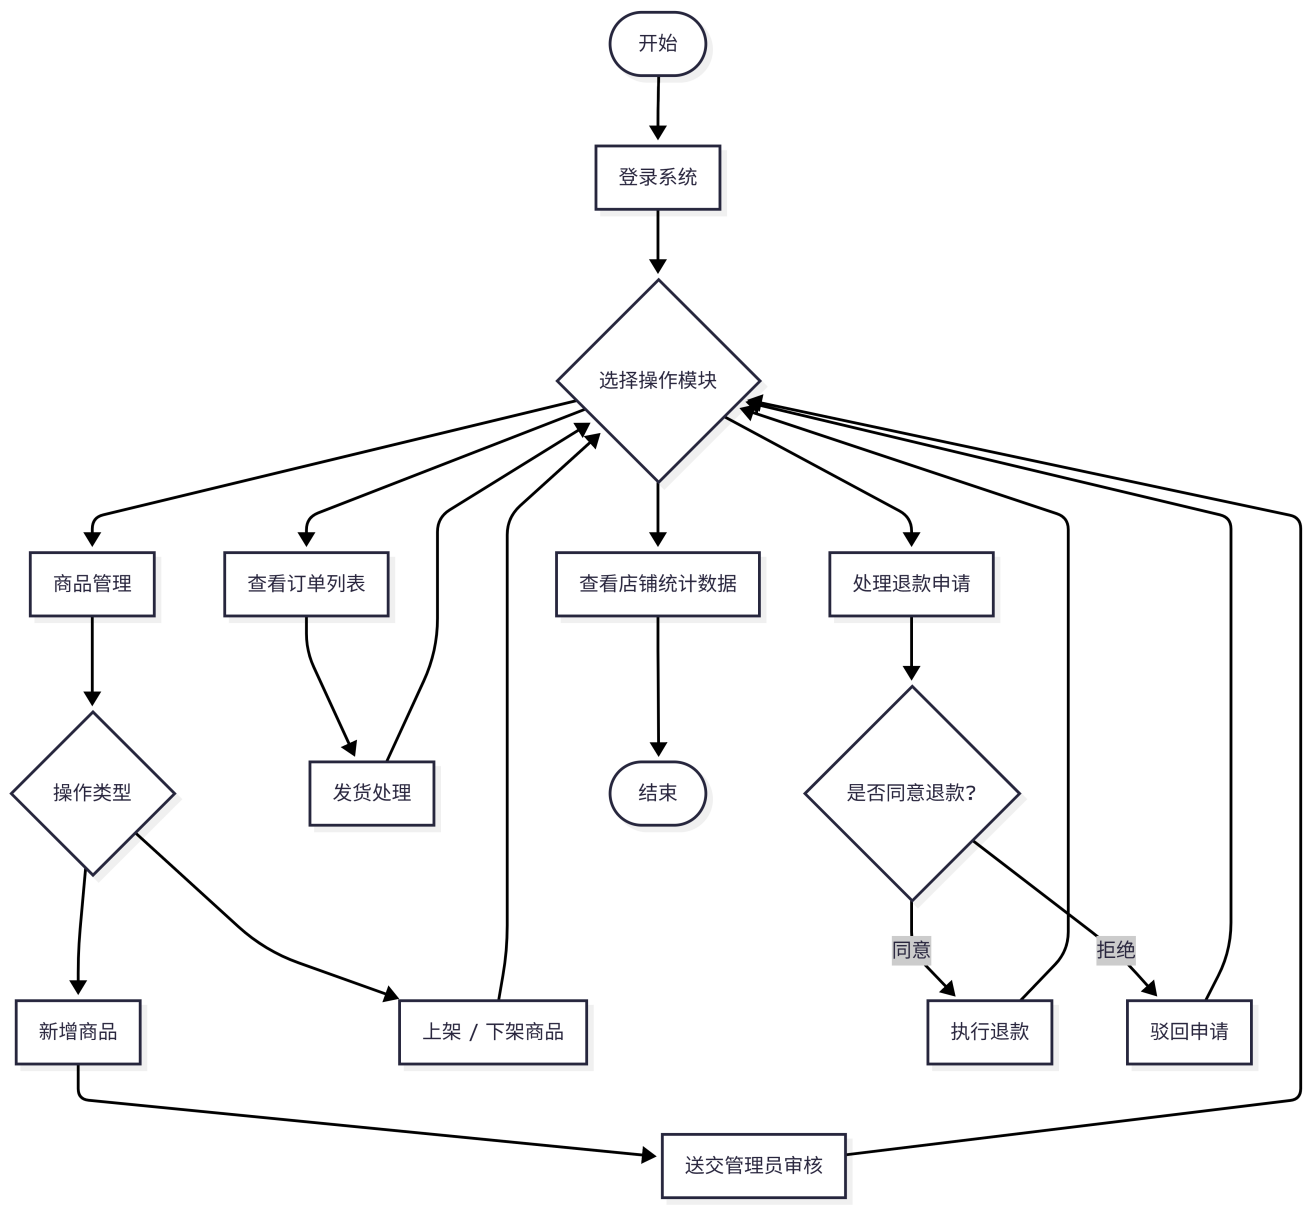 开始
登录系统
选择操作模块
商品管理
查看订单列表
查看店铺统计数据
处理退款申请
操作类型
发货处理
结束
是否同意退款?
同意
拒绝
新增商品
上架 / 下架商品
执行退款
驳回申请
送交管理员审核